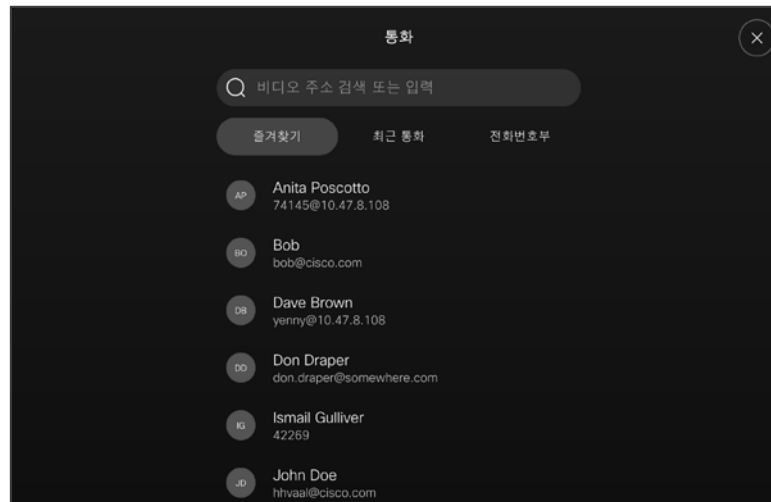 통화
비디오 주소 검색 또는 입력
즐겨찾기 최근 통화 전화번호부
AP Anita Poscotto
74145@10.47.8.108
BO Bob
bob@cisco.com
DB Dave Brown
yenny@10.47.8.108
DO Don Draper
don.draper@somewhere.com
IG Ismail Gulliver
42269
JD John Doe
hhvaal@cisco.com